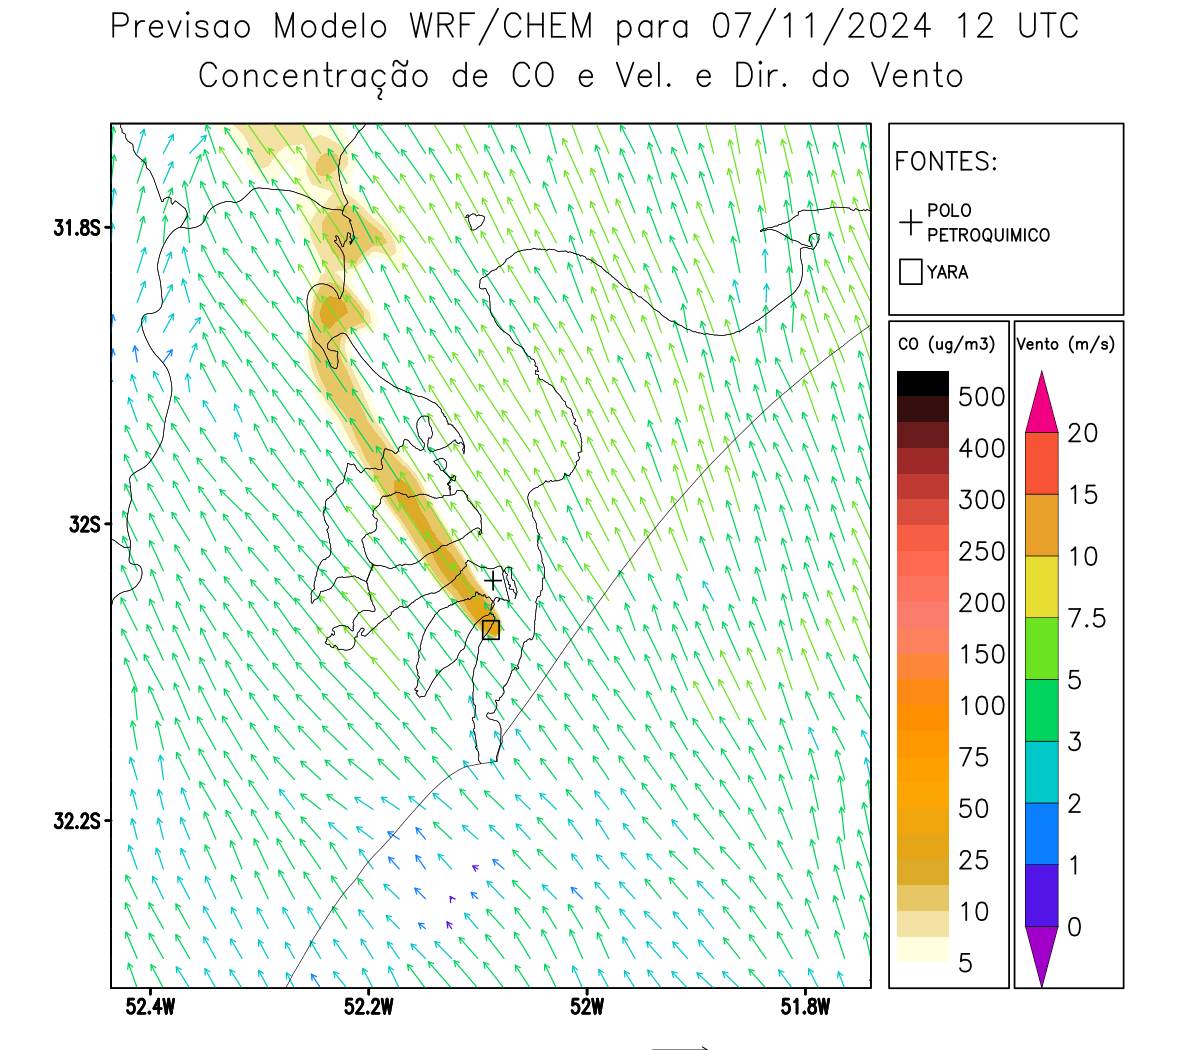 Previsao Modelo WRF/CHEM para 07/11/2024 12 UTC
Concentração de CO e Vel. e Dir. do Vento
FONTES:
POLO
PETROQUIMICO
YARA
CO (ug/m3)
500
400
300
250
200
150
100
75
50
25
10
5
Vento (m/s)
20
15
10
7.5
5
3
2
1
0
31.8S
32S
32.2S
52.4W
52.2W
52W
51.8W